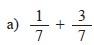 a) 1/7 + 3/7